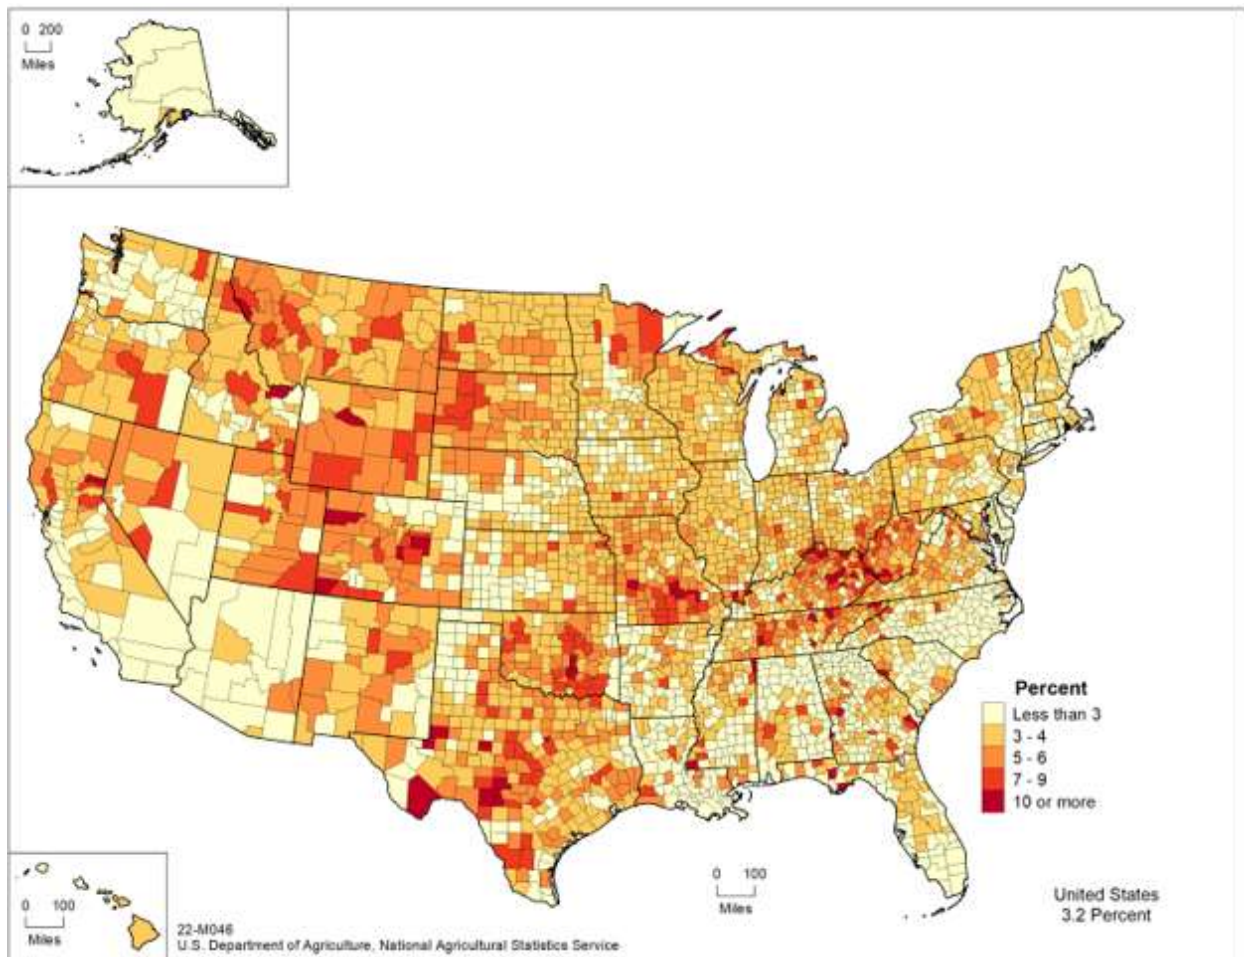 0 200
Miles
Percent
Less than 3
3 - 4
5 - 6
7 - 9
10 or more
0 100
Miles
0 100
Miles
United States
3.2 Percent
22-M046
U.S. Department of Agriculture, National Agricultural Statistics Service